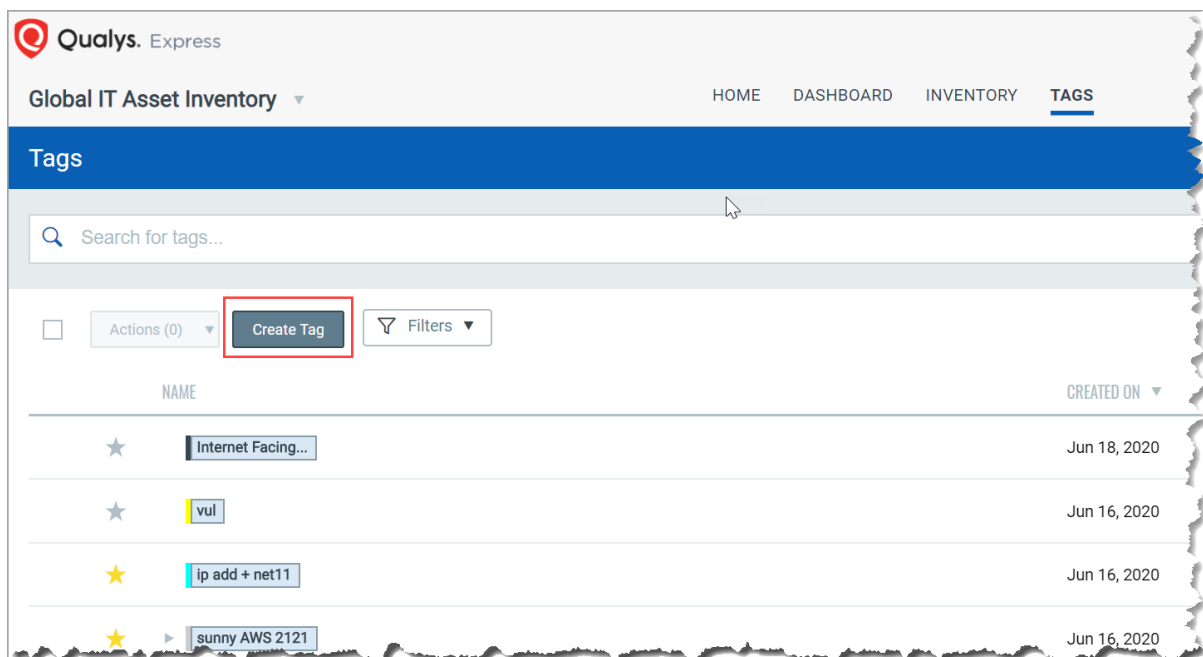 Qualys. Express
Global IT Asset Inventory
HOME DASHBOARD INVENTORY TAGS
Tags
Search for tags...
Actions (0) Create Tag Filters
NAME CREATED ON
Internet Facing... Jun 18, 2020
vul Jun 16, 2020
ip add + net11 Jun 16, 2020
sunny AWS 2121 Jun 16, 2020